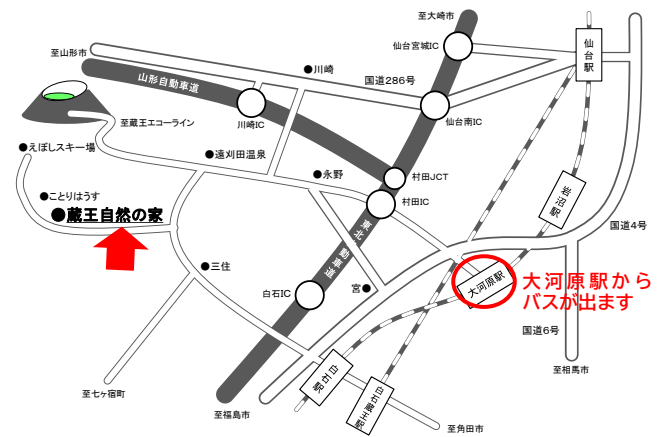 至大崎市
仙台宮城IC
仙台駅
至山形市
●川崎
国道286号
山形自動車道
川崎IC
仙台南IC
至蔵王エコーライン
●えぼしスキー場
●遠刈田温泉
●永野
村田JCT
村田IC
●ことりはうす
●蔵王自然の家
岩沼駅
国道4号
東北自動車道
●三住
白石IC
宮●
大河原駅
大河原駅から
バスが出ます
国道6号
至相馬市
白石駅
白石蔵王駅
至七ヶ宿町
至福島市
至角田市